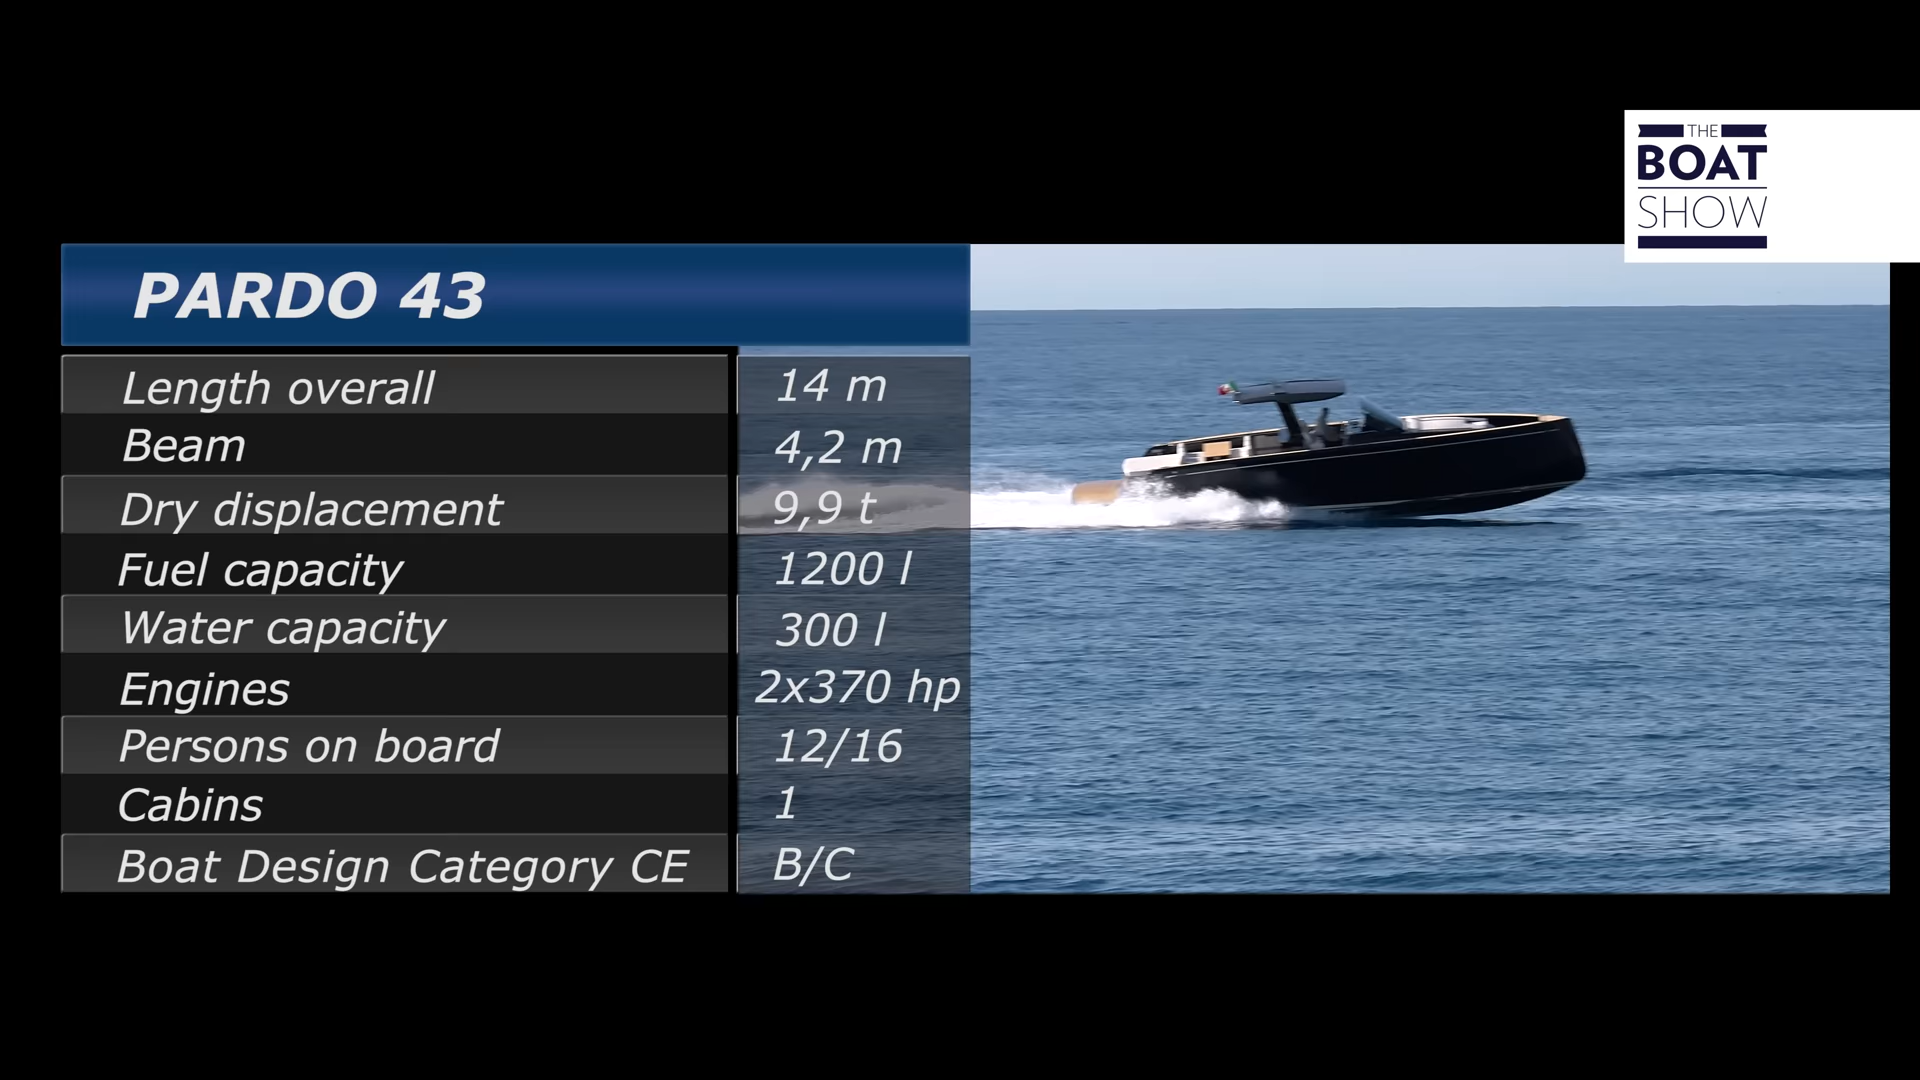 THE
BOAT
SHOW
PARDO 43
Length overall 14 m
Beam 4,2 m
Dry displacement 9,9 t
Fuel capacity 1200 l
Water capacity 300 l
Engines 2x370 hp
Persons on board 12/16
Cabins 1
Boat Design Category CE B/C